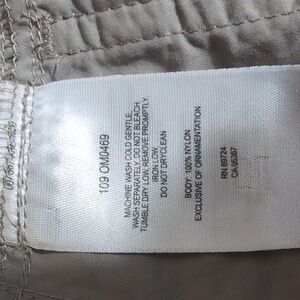 109 OM0469
MACHINE WASH COLD GENTLE.
WASH SEPARATELY. DO NOT BLEACH.
TUMBLE DRY LOW. REMOVE PROMPTLY.
IRON LOW.
DO NOT DRYCLEAN
BODY: 100% NYLON
EXCLUSIVE OF ORNAMENTATION
RN 69724
CA 05367